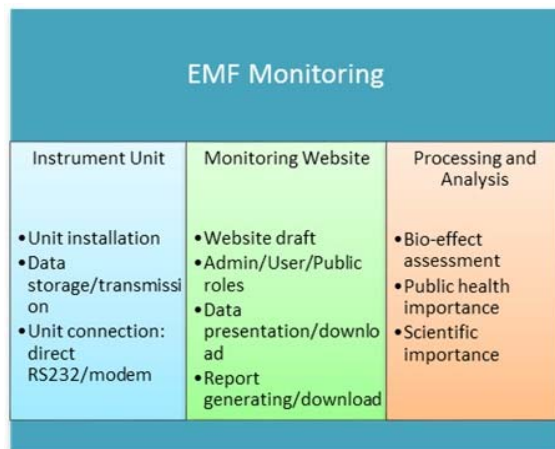 EMF Monitoring
Instrument Unit
•Unit installation
•Data
storage/transmissi
on
•Unit connection:
direct
RS232/modem
Monitoring Website
•Website draft
•Admin/User/Public
roles
•Data
presentation/downlo
ad
•Report
generating/download
Processing and
Analysis
•Bio-effect
assessment
•Public health
importance
•Scientific
importance